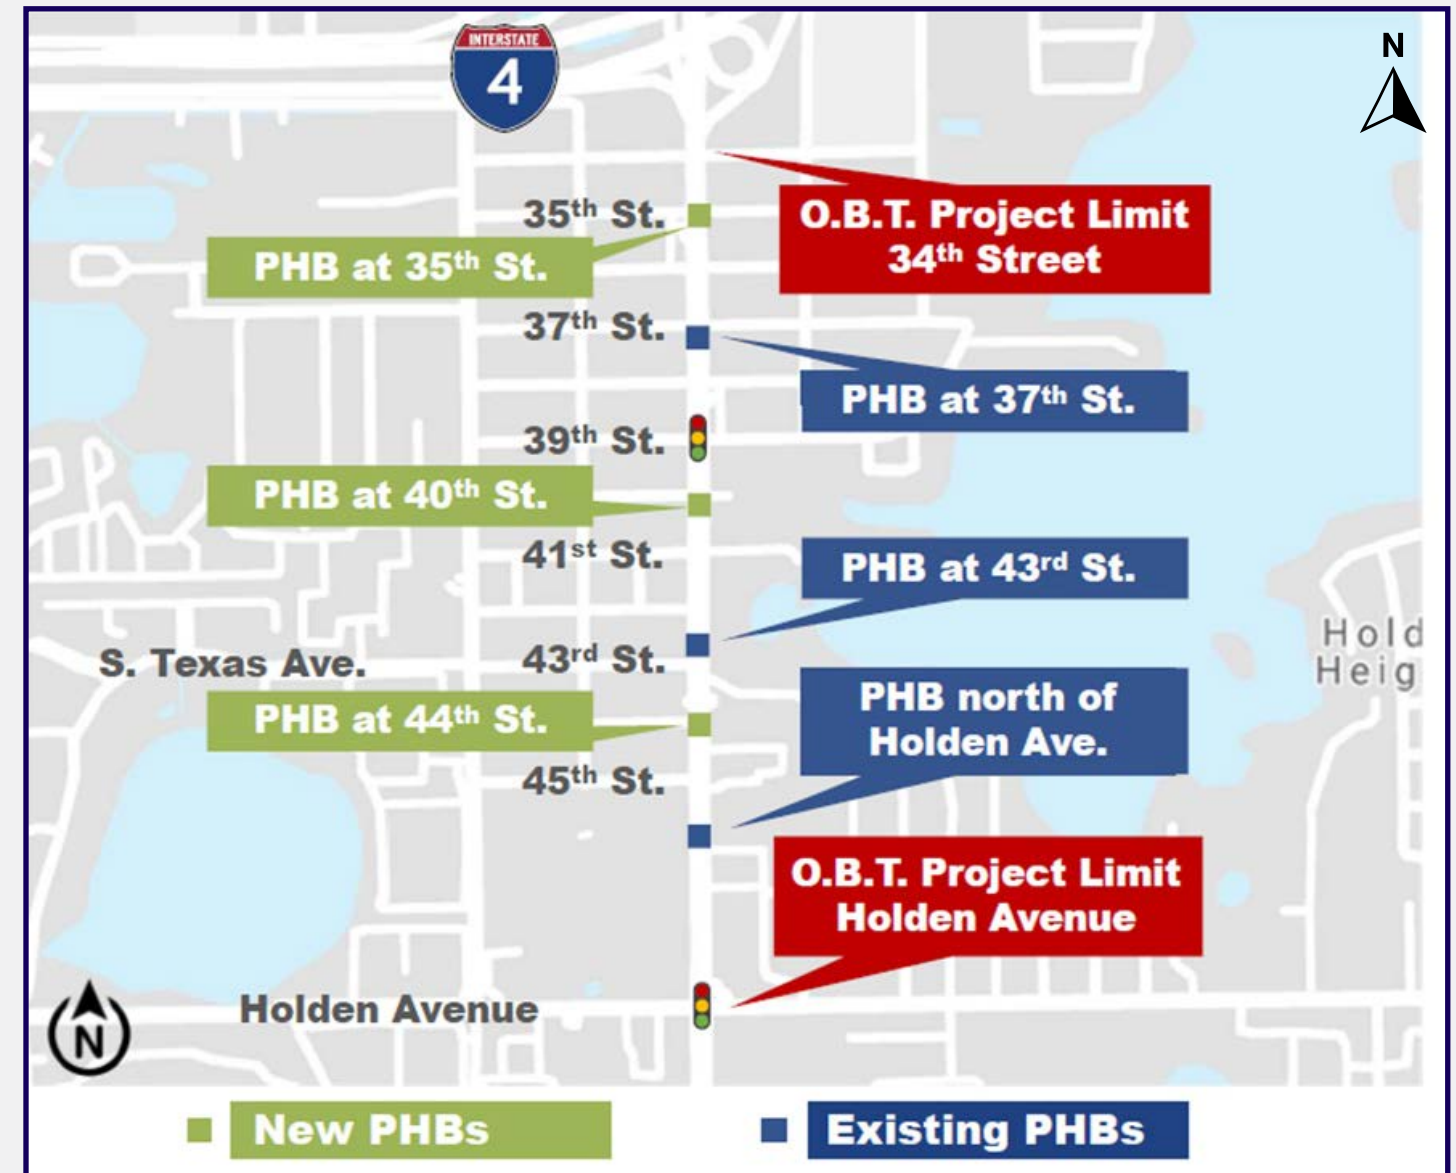 INTERSTATE
4
N
35th St.
O.B.T. Project Limit
34th Street
PHB at 35th St.
37th St.
PHB at 37th St.
39th St.
PHB at 40th St.
41st St.
PHB at 43rd St.
Hold
Heig
S. Texas Ave.
43rd St.
PHB north of
Holden Ave.
PHB at 44th St.
45th St.
O.B.T. Project Limit
Holden Avenue
Holden Avenue
N
New PHBs
Existing PHBs